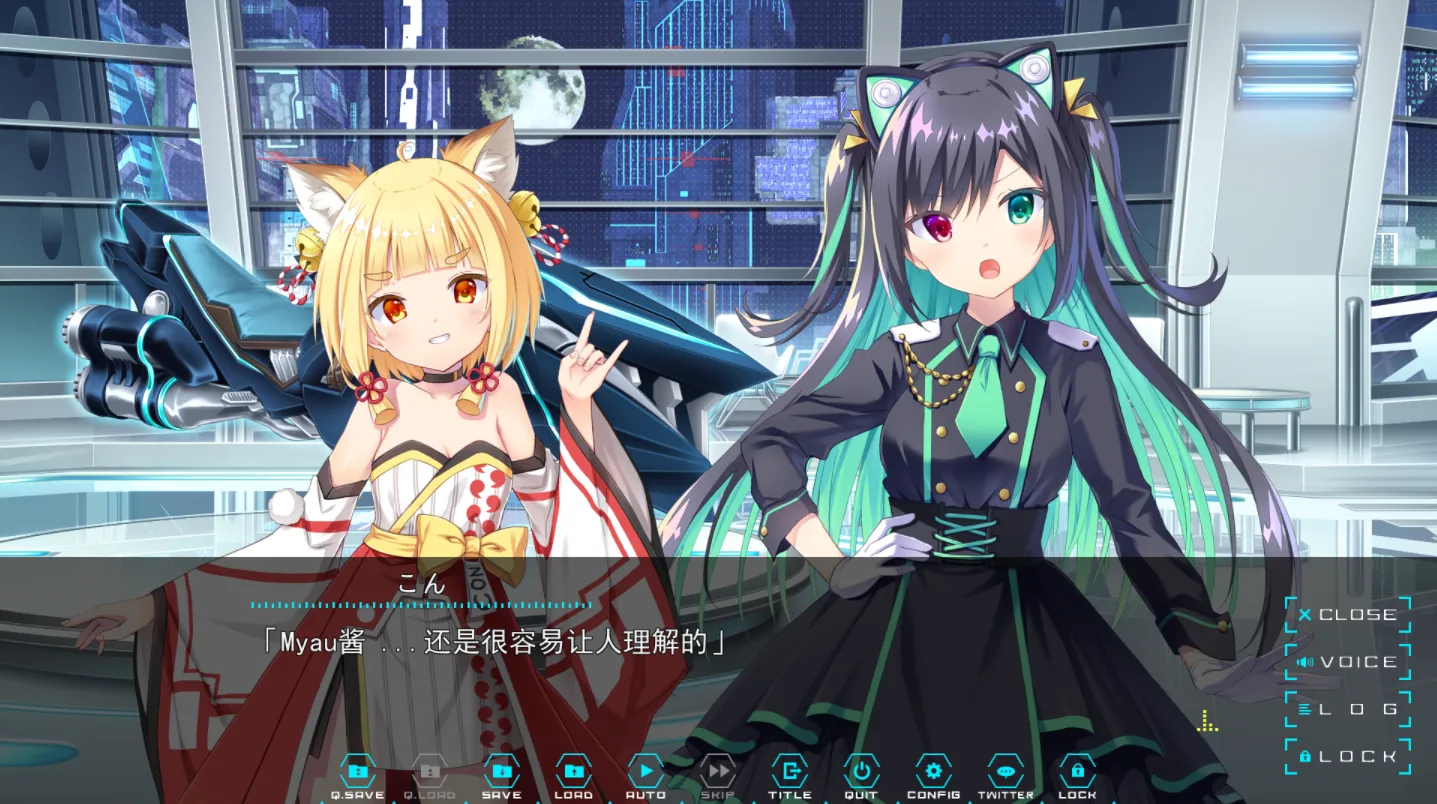 こん
「Myau酱 ...还是很容易让人理解的」
CLOSE
VOICE
LOG
LOCK
Q.SAVE
Q.LOAD
SAVE
LOAD
AUTO
SKIP
TITLE
QUIT
CONFIG
TWITTER
LOCK